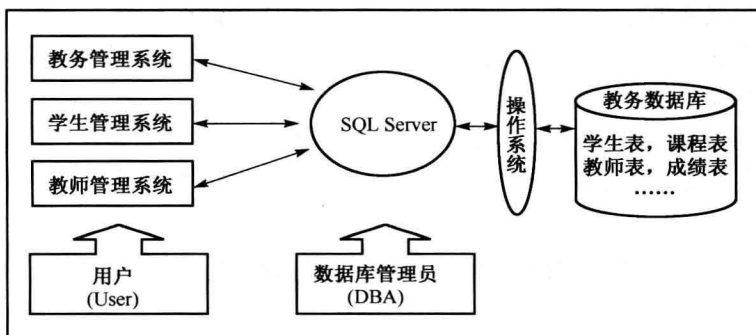 教务管理系统
学生管理系统
教师管理系统
SQL Server
操作系统
教务数据库
学生表，课程表
教师表，成绩表
……
用户
(User)
数据库管理员
(DBA)